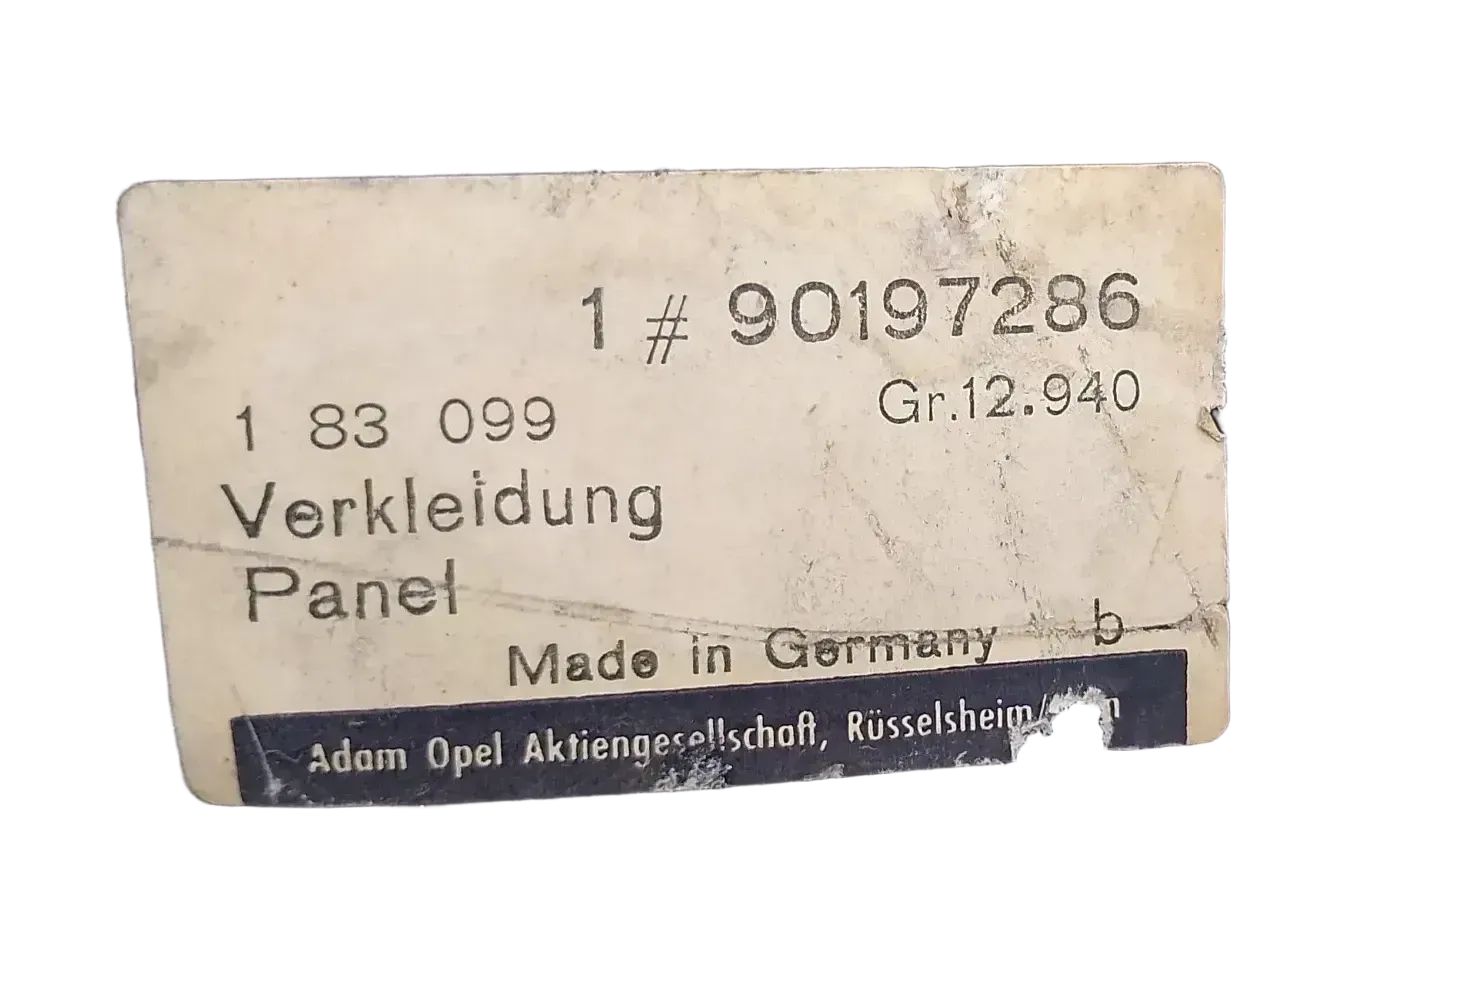 1 # 90197286
Gr.12.940
1 83 099
Verkleidung
Panel
Made in Germany b
Adam Opel Aktiengesellschaft, Rüsselsheim/